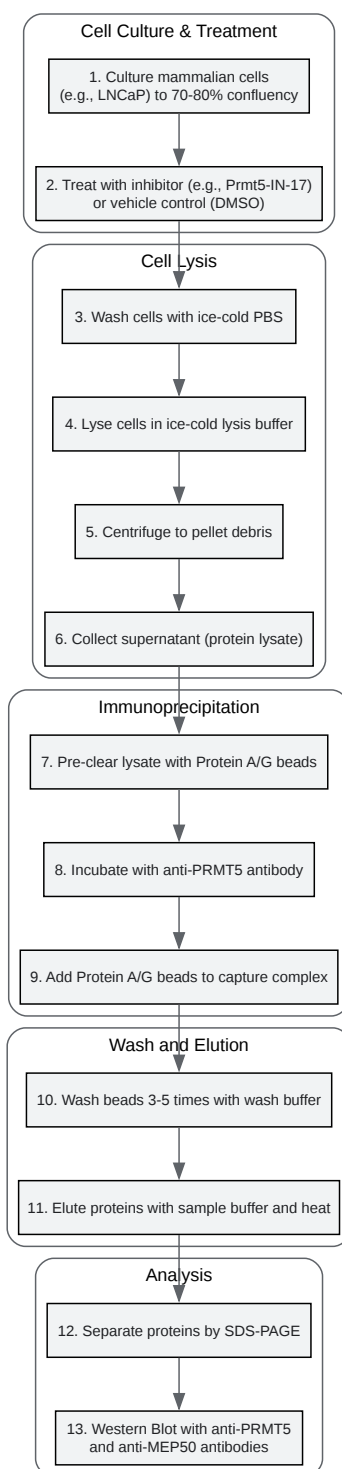 Cell Culture & Treatment
1. Culture mammalian cells
(e.g., LNCaP) to 70-80% confluency
2. Treat with inhibitor (e.g., Prmt5-IN-17)
or vehicle control (DMSO)
Cell Lysis
3. Wash cells with ice-cold PBS
4. Lyse cells in ice-cold lysis buffer
5. Centrifuge to pellet debris
6. Collect supernatant (protein lysate)
Immunoprecipitation
7. Pre-clear lysate with Protein A/G beads
8. Incubate with anti-PRMT5 antibody
9. Add Protein A/G beads to capture complex
Wash and Elution
10. Wash beads 3-5 times with wash buffer
11. Elute proteins with sample buffer and heat
Analysis
12. Separate proteins by SDS-PAGE
13. Western Blot with anti-PRMT5
and anti-MEP50 antibodies